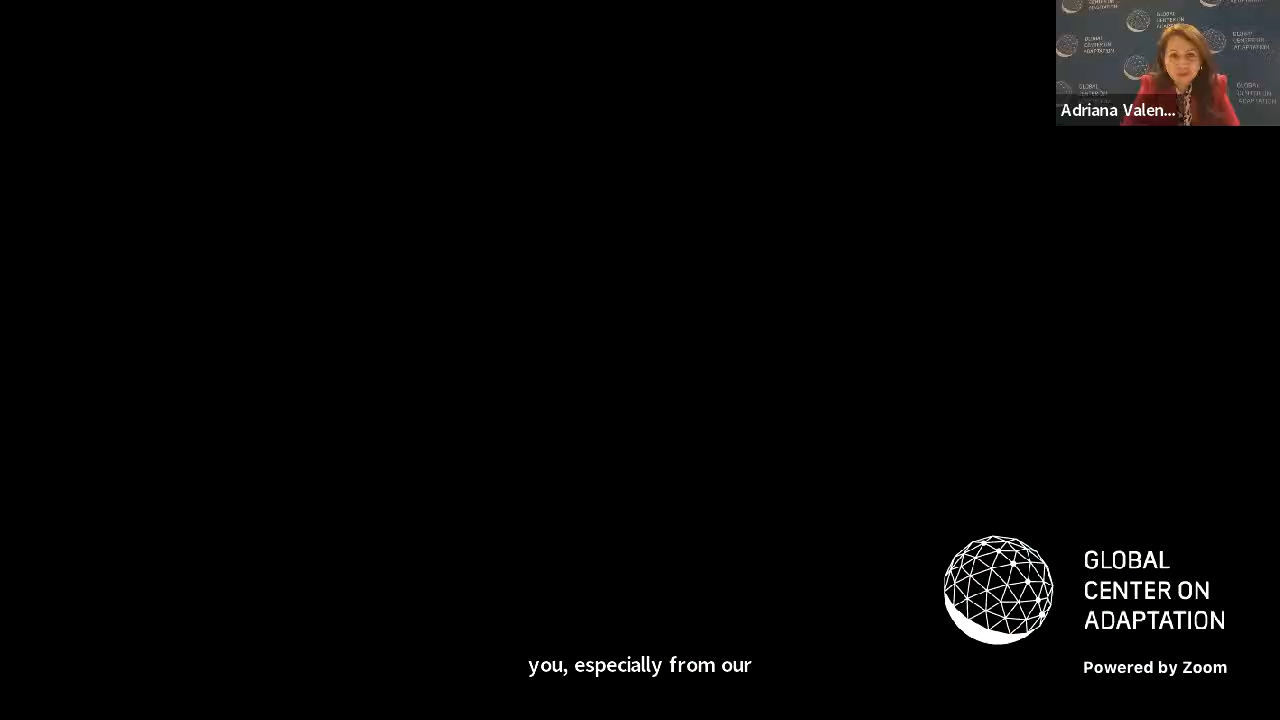 Adriana Valen...
GLOBAL
CENTER ON
ADAPTATION
you, especially from our
Powered by Zoom